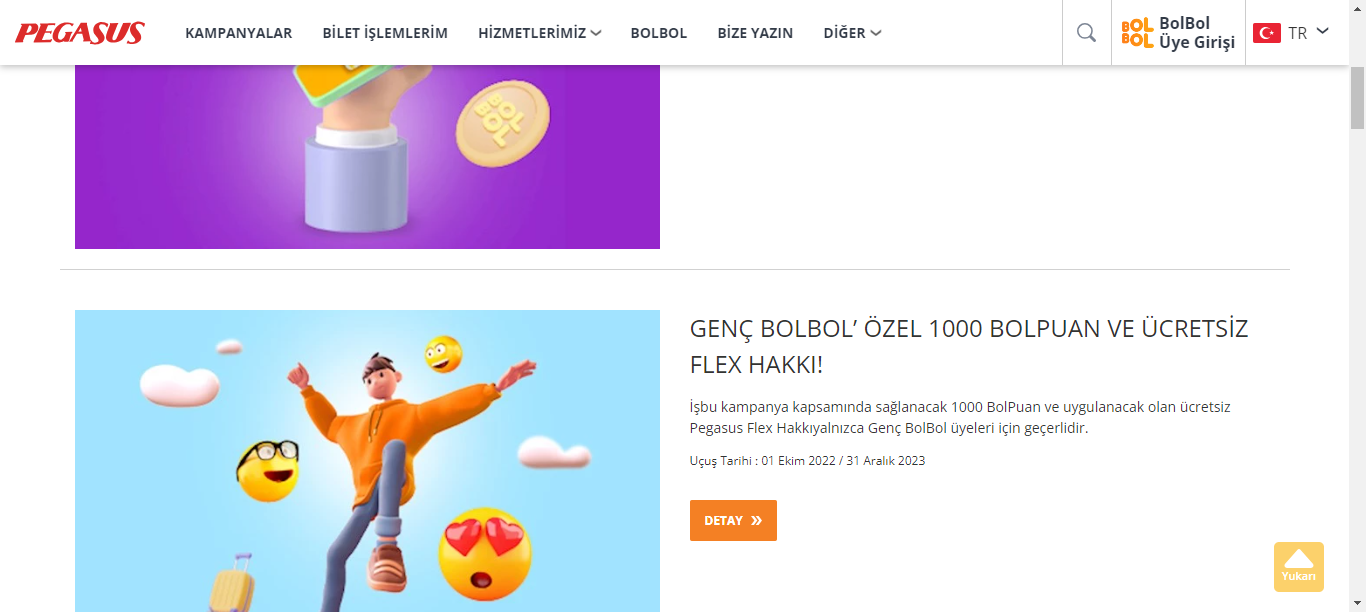 PEGASUS
KAMPANYALAR
BİLET İŞLEMLERİM
HİZMETLERİMİZ
BOLBOL
BİZE YAZIN
DİĞER
BOL
BOL
BolBol
Üye Girişi
TR
BOL
BOL
GENÇ BOLBOL’ ÖZEL 1000 BOLPUAN VE ÜCRETSİZ
FLEX HAKKI!
İşbu kampanya kapsamında sağlanacak 1000 BolPuan ve uygulanacak olan ücretsiz
Pegasus Flex Hakkıyalnızca Genç BolBol üyeleri için geçerlidir.
Uçuş Tarihi : 01 Ekim 2022 / 31 Aralık 2023
DETAY »
Yukarı